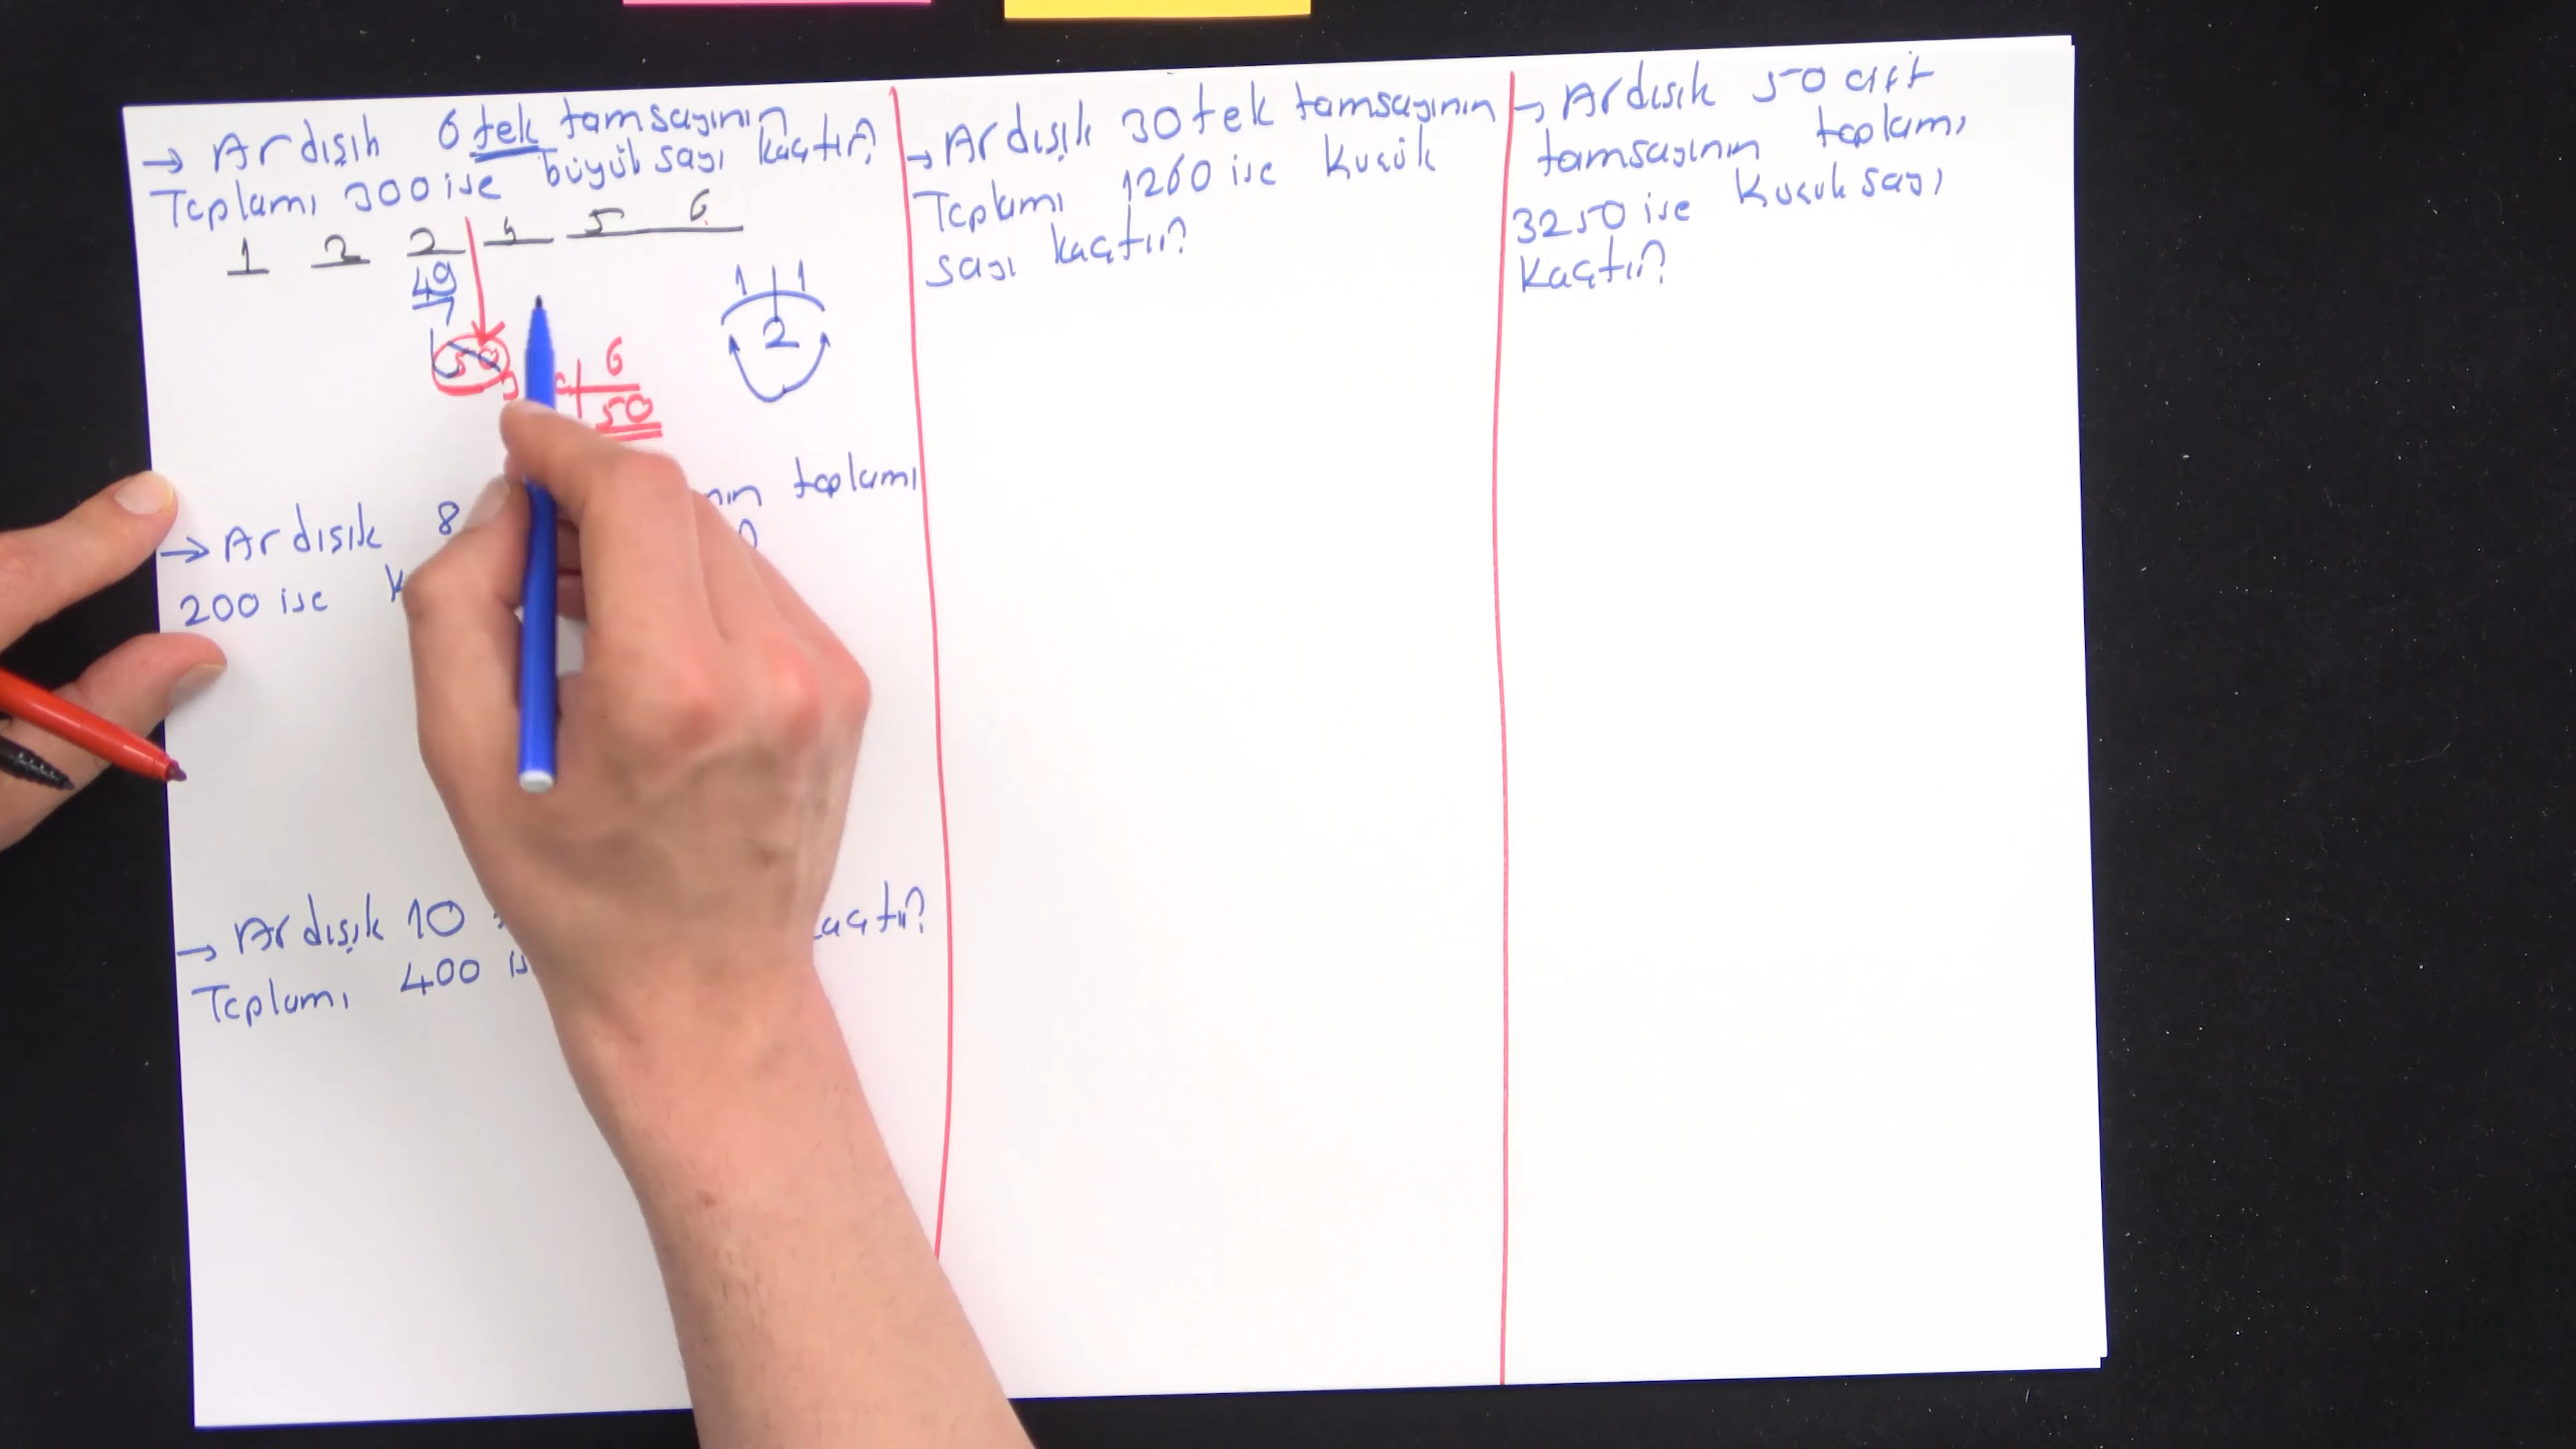 → Ardışık 6 tek tamsayının
Toplamı 300 ise büyük sayı kaçtır?
1 2 3 4 5 6
49
50
6
50
1 1
2
→ Ardışık 8 toplamı
200 ise
→ Ardışık 10 kaçtır?
Toplamı 400
→ Ardışık 30 tek tamsayının
Toplamı 1260 ise küçük
sayı kaçtır?
→ Ardışık 50 çift
tamsayının toplamı
3250 ise küçük sayı
kaçtır?